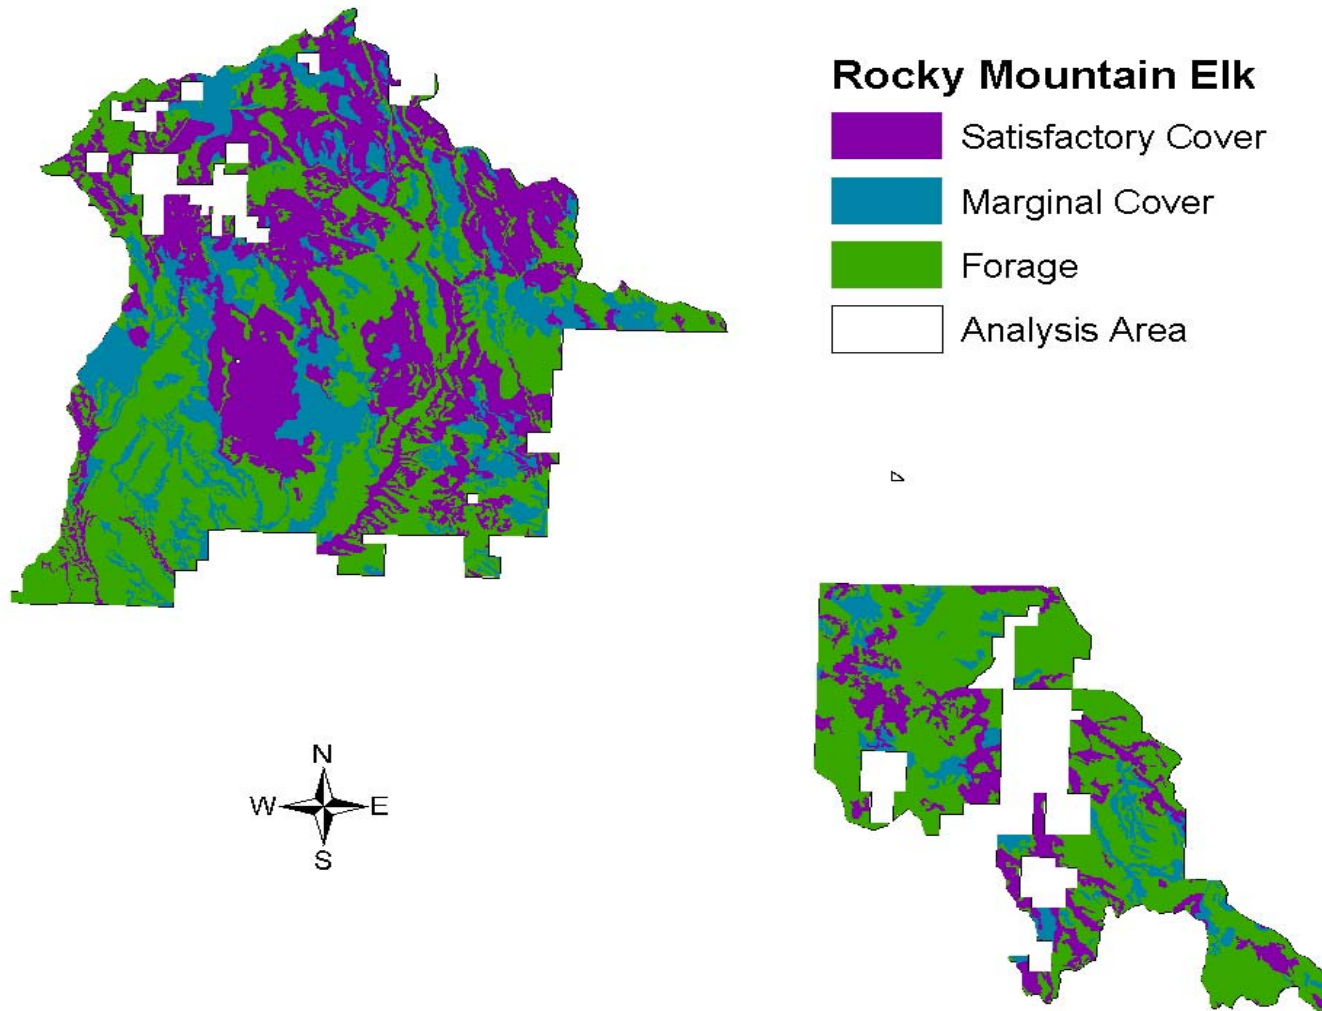 Rocky Mountain Elk
Satisfactory Cover
Marginal Cover
Forage
Analysis Area
N
W E
S